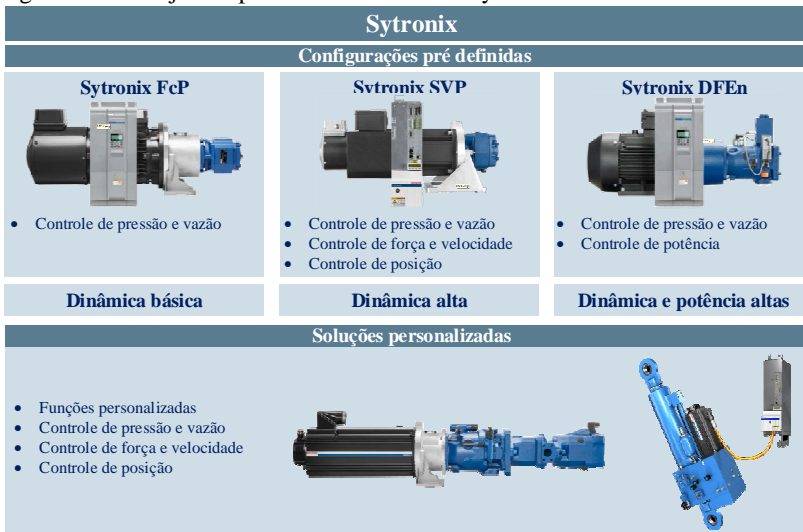 Sytronix
Configurações pré definidas
Sytronix FcP
Sytronix SVP
Sytronix DFEn
• Controle de pressão e vazão
• Controle de pressão e vazão
• Controle de força e velocidade
• Controle de posição
• Controle de pressão e vazão
• Controle de potência
Dinâmica básica
Dinâmica alta
Dinâmica e potência altas
Soluções personalizadas
• Funções personalizadas
• Controle de pressão e vazão
• Controle de força e velocidade
• Controle de posição